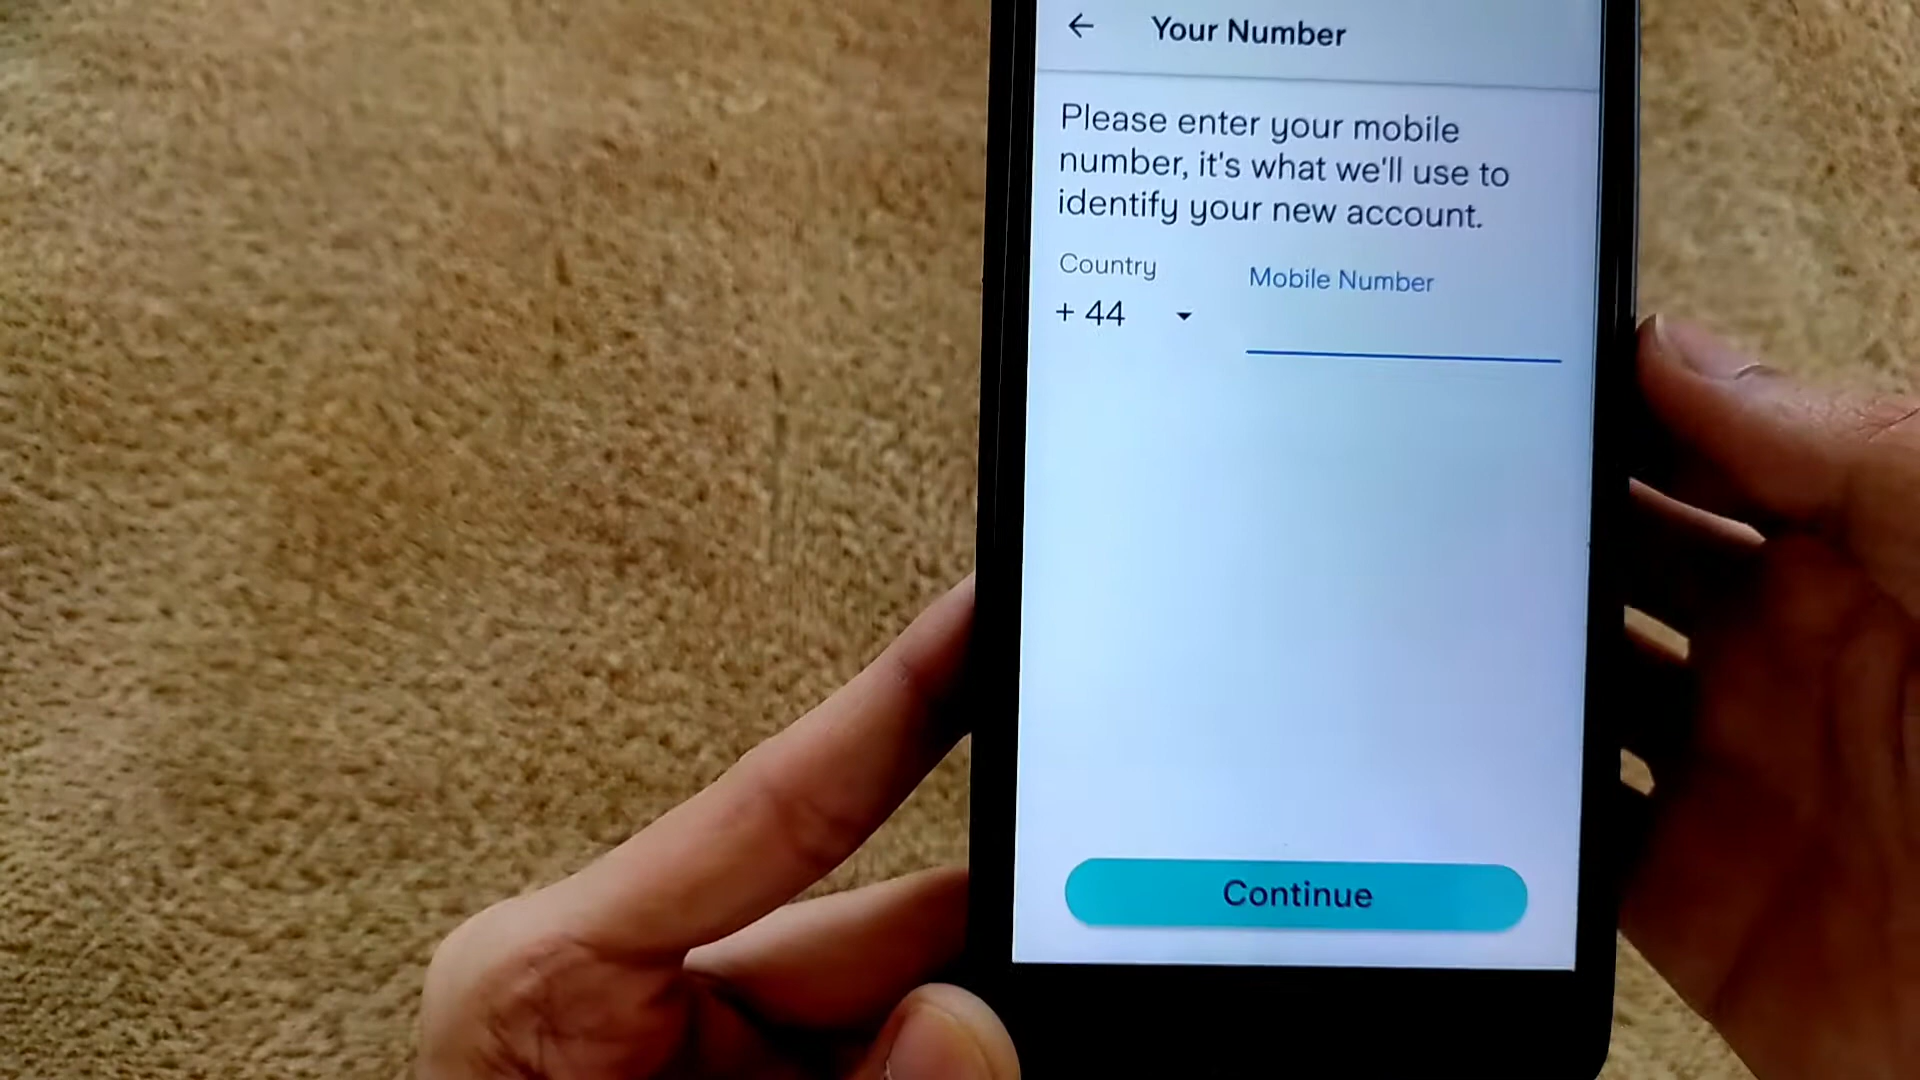 Your Number
Please enter your mobile
number, it's what we'll use to
identify your new account.
Country
Mobile Number
+ 44
Continue